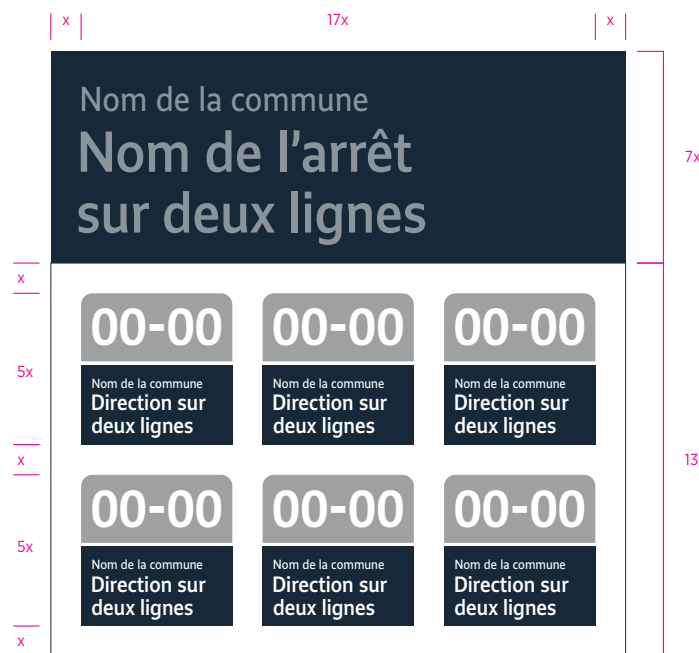 x 17x x
Nom de la commune
Nom de l’arrêt
sur deux lignes
7x
x
00-00 00-00 00-00
5x
Nom de la commune Nom de la commune Nom de la commune
Direction sur Direction sur Direction sur
deux lignes deux lignes deux lignes
x
13
00-00 00-00 00-00
5x
Nom de la commune Nom de la commune Nom de la commune
Direction sur Direction sur Direction sur
deux lignes deux lignes deux lignes
x